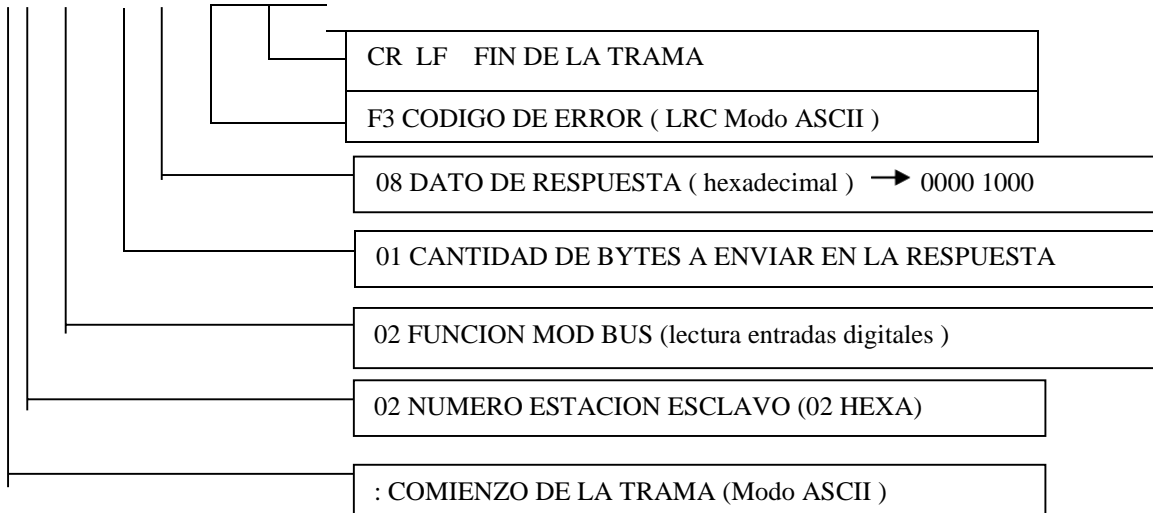 CR LF FIN DE LA TRAMA
F3 CODIGO DE ERROR ( LRC Modo ASCII )
08 DATO DE RESPUESTA ( hexadecimal ) → 0000 1000
01 CANTIDAD DE BYTES A ENVIAR EN LA RESPUESTA
02 FUNCION MOD BUS (lectura entradas digitales )
02 NUMERO ESTACION ESCLAVO (02 HEXA)
: COMIENZO DE LA TRAMA (Modo ASCII )